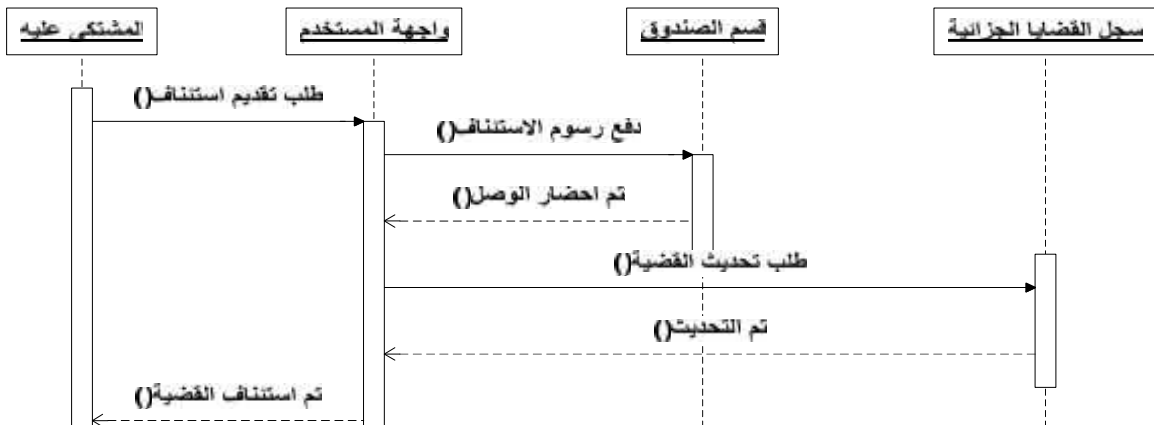 المشتكى عليه
واجهة المستخدم
قسم الصندوق
سجل القضايا الجزائية
طلب تقديم استئناف()
دفع رسوم الاستئناف()
تم احضار الوصل()
طلب تحديث القضية()
تم التحديث()
تم استئناف القضية()